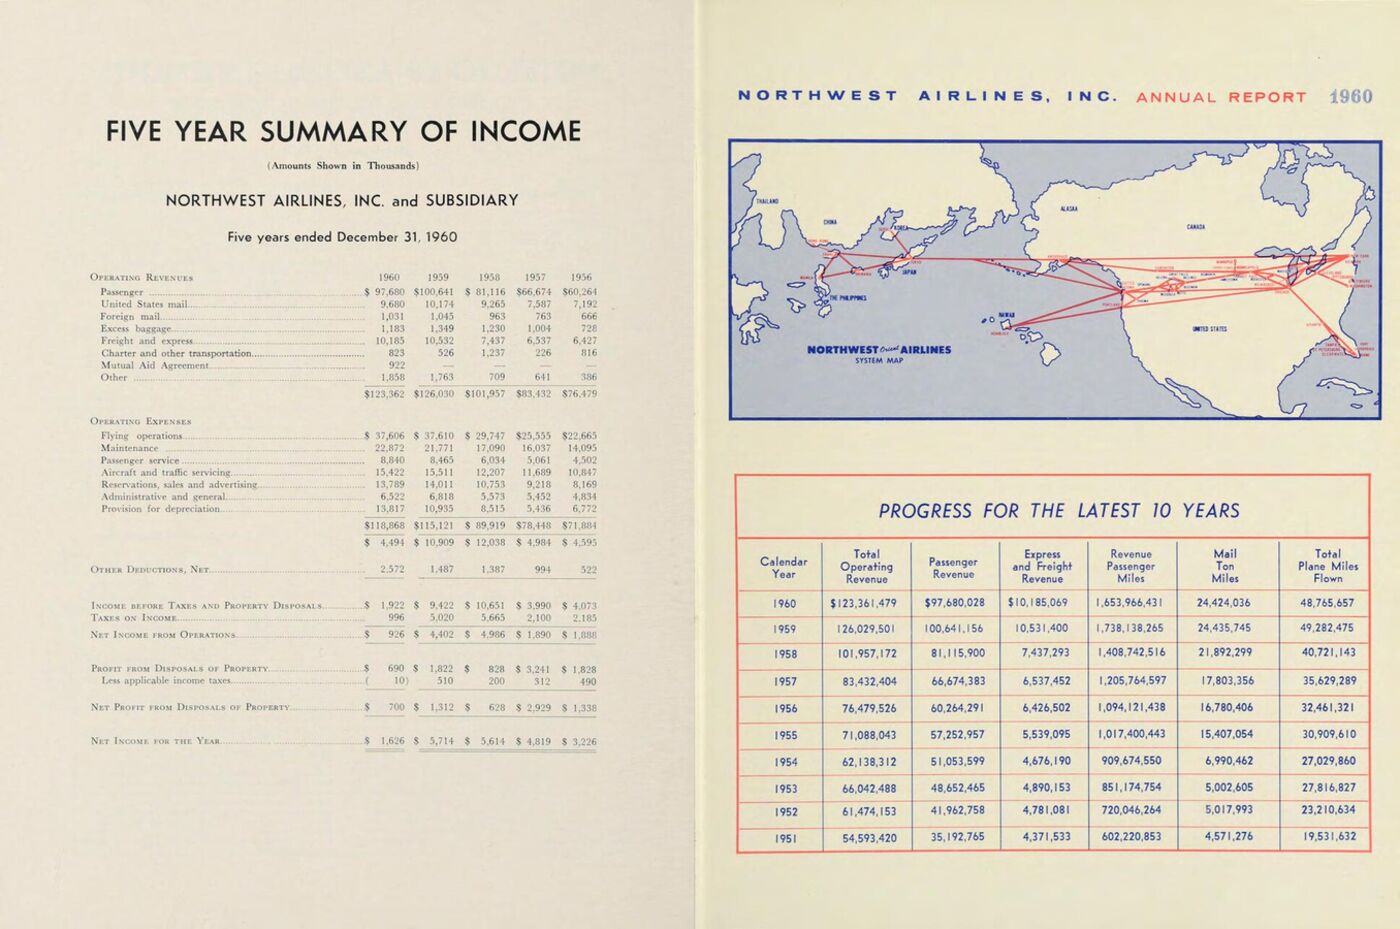 FIVE YEAR SUMMARY OF INCOME
(Amounts Shown in Thousands)
NORTHWEST AIRLINES, INC. and SUBSIDIARY
Five years ended December 31, 1960
OPERATING REVENUES 1960 1959 1958 1957 1956
Passenger $ 97,680 $100,641 $ 81,116 $66,674 $60,264
United States mail 9,680 10,174 9,265 7,587 7,192
Foreign mail 1,031 1,045 963 763 666
Excess baggage 1,183 1,349 1,230 1,004 728
Freight and express 10,185 10,532 7,437 6,537 6,427
Charter and other transportation 823 526 1,237 226 816
Mutual Aid Agreement 922 — — — —
Other 1,858 1,763 709 641 386
$123,362 $126,030 $101,957 $83,432 $76,479
OPERATING EXPENSES
Flying operations $ 37,606 $ 37,610 $ 29,747 $25,555 $22,665
Maintenance 22,872 21,771 17,090 16,037 14,095
Passenger service 8,840 8,465 6,034 5,061 4,502
Aircraft and traffic servicing 15,422 15,511 12,207 11,689 10,847
Reservations, sales and advertising 13,789 14,011 10,753 9,218 8,169
Administrative and general 6,522 6,818 5,573 5,452 4,834
Provision for depreciation 13,817 10,935 8,515 5,436 6,772
$118,868 $115,121 $ 89,919 $78,448 $71,884
$ 4,494 $ 10,909 $ 12,038 $ 4,984 $ 4,595
OTHER DEDUCTIONS, NET 2,572 1,487 1,387 994 522
INCOME BEFORE TAXES AND PROPERTY DISPOSALS $ 1,922 $ 9,422 $ 10,651 $ 3,990 $ 4,073
TAXES ON INCOME 996 5,020 5,665 2,100 2,185
NET INCOME FROM OPERATIONS $ 926 $ 4,402 $ 4,986 $ 1,890 $ 1,888
PROFIT FROM DISPOSALS OF PROPERTY $ 690 $ 1,822 $ 828 $ 3,241 $ 1,828
Less applicable income taxes ( 10) 510 200 312 490
NET PROFIT FROM DISPOSALS OF PROPERTY $ 700 $ 1,312 $ 628 $ 2,929 $ 1,338
NET INCOME FOR THE YEAR $ 1,626 $ 5,714 $ 5,614 $ 4,819 $ 3,226
NORTHWEST AIRLINES, INC. ANNUAL REPORT 1960
THAILAND
CHINA
KOREA
JAPAN
THE PHILIPPINES
HAWAII
ALASKA
CANADA
UNITED STATES
NORTHWEST Orient AIRLINES
SYSTEM MAP
PROGRESS FOR THE LATEST 10 YEARS
Calendar Year Total Operating Revenue Passenger Revenue Express and Freight Revenue Revenue Passenger Miles Mail Ton Miles Total Plane Miles Flown
1960 $123,361,479 $97,680,028 $10,185,069 1,653,966,431 24,424,036 48,765,657
1959 126,029,501 100,641,156 10,531,400 1,738,138,265 24,435,745 49,282,475
1958 101,957,172 81,115,900 7,437,293 1,408,742,516 21,892,299 40,721,143
1957 83,432,404 66,674,383 6,537,452 1,205,764,597 17,803,356 35,629,289
1956 76,479,526 60,264,291 6,426,502 1,094,121,438 16,780,406 32,461,321
1955 71,088,043 57,252,957 5,539,095 1,017,400,443 15,407,054 30,909,610
1954 62,138,312 51,053,599 4,676,190 909,674,550 6,990,462 27,029,860
1953 66,042,488 48,652,465 4,890,153 851,174,754 5,002,605 27,816,827
1952 61,474,153 41,962,758 4,781,081 720,046,264 5,017,993 23,210,634
1951 54,593,420 35,192,765 4,371,533 602,220,853 4,571,276 19,531,632